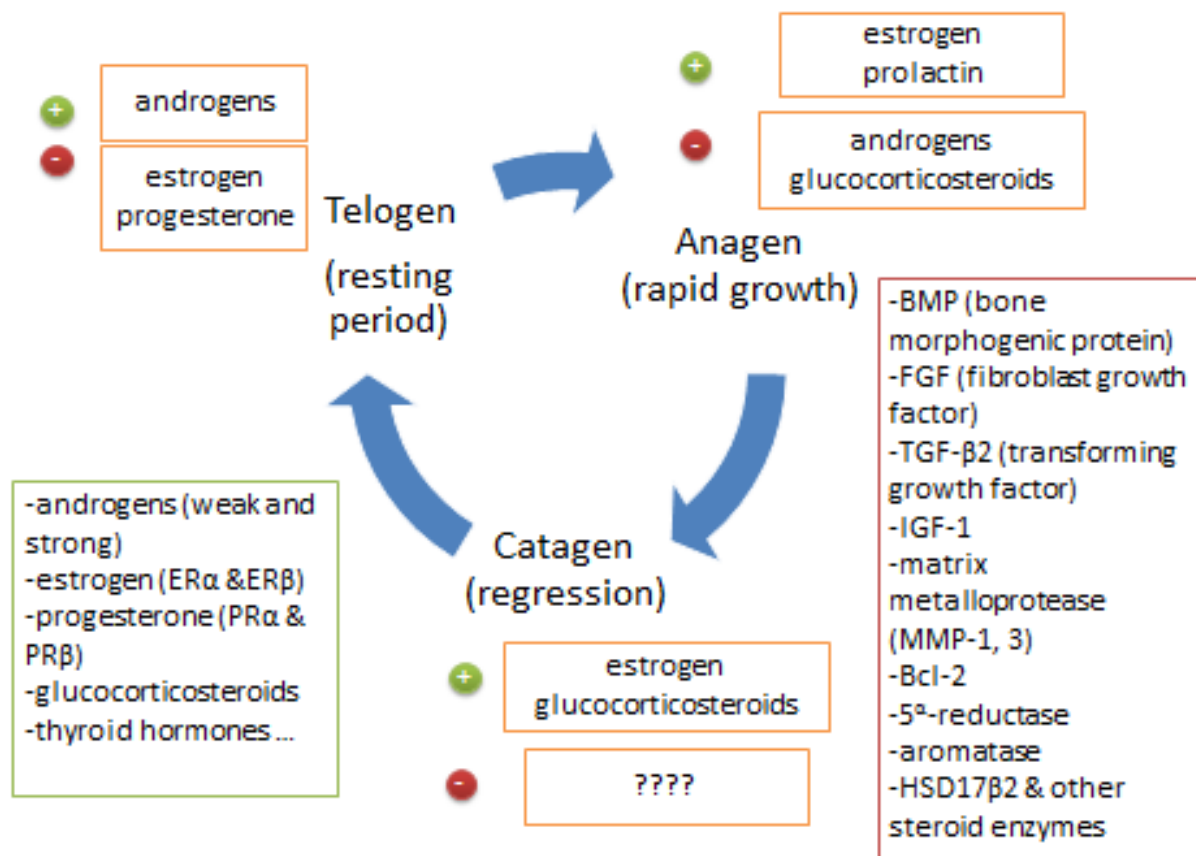 +
androgens
-
estrogen
progesterone
Telogen
(resting
period)
+
estrogen
prolactin
-
androgens
glucocorticosteroids
Anagen
(rapid growth)
-BMP (bone
morphogenic protein)
-FGF (fibroblast growth
factor)
-TGF-β2 (transforming
growth factor)
-IGF-1
-matrix
metalloprotease
(MMP-1, 3)
-Bcl-2
-5ª-reductase
-aromatase
-HSD17β2 & other
steroid enzymes
Catagen
(regression)
+
estrogen
glucocorticosteroids
-
????
-androgens (weak and
strong)
-estrogen (ERα &ERβ)
-progesterone (PRα &
PRβ)
-glucocorticosteroids
-thyroid hormones ...